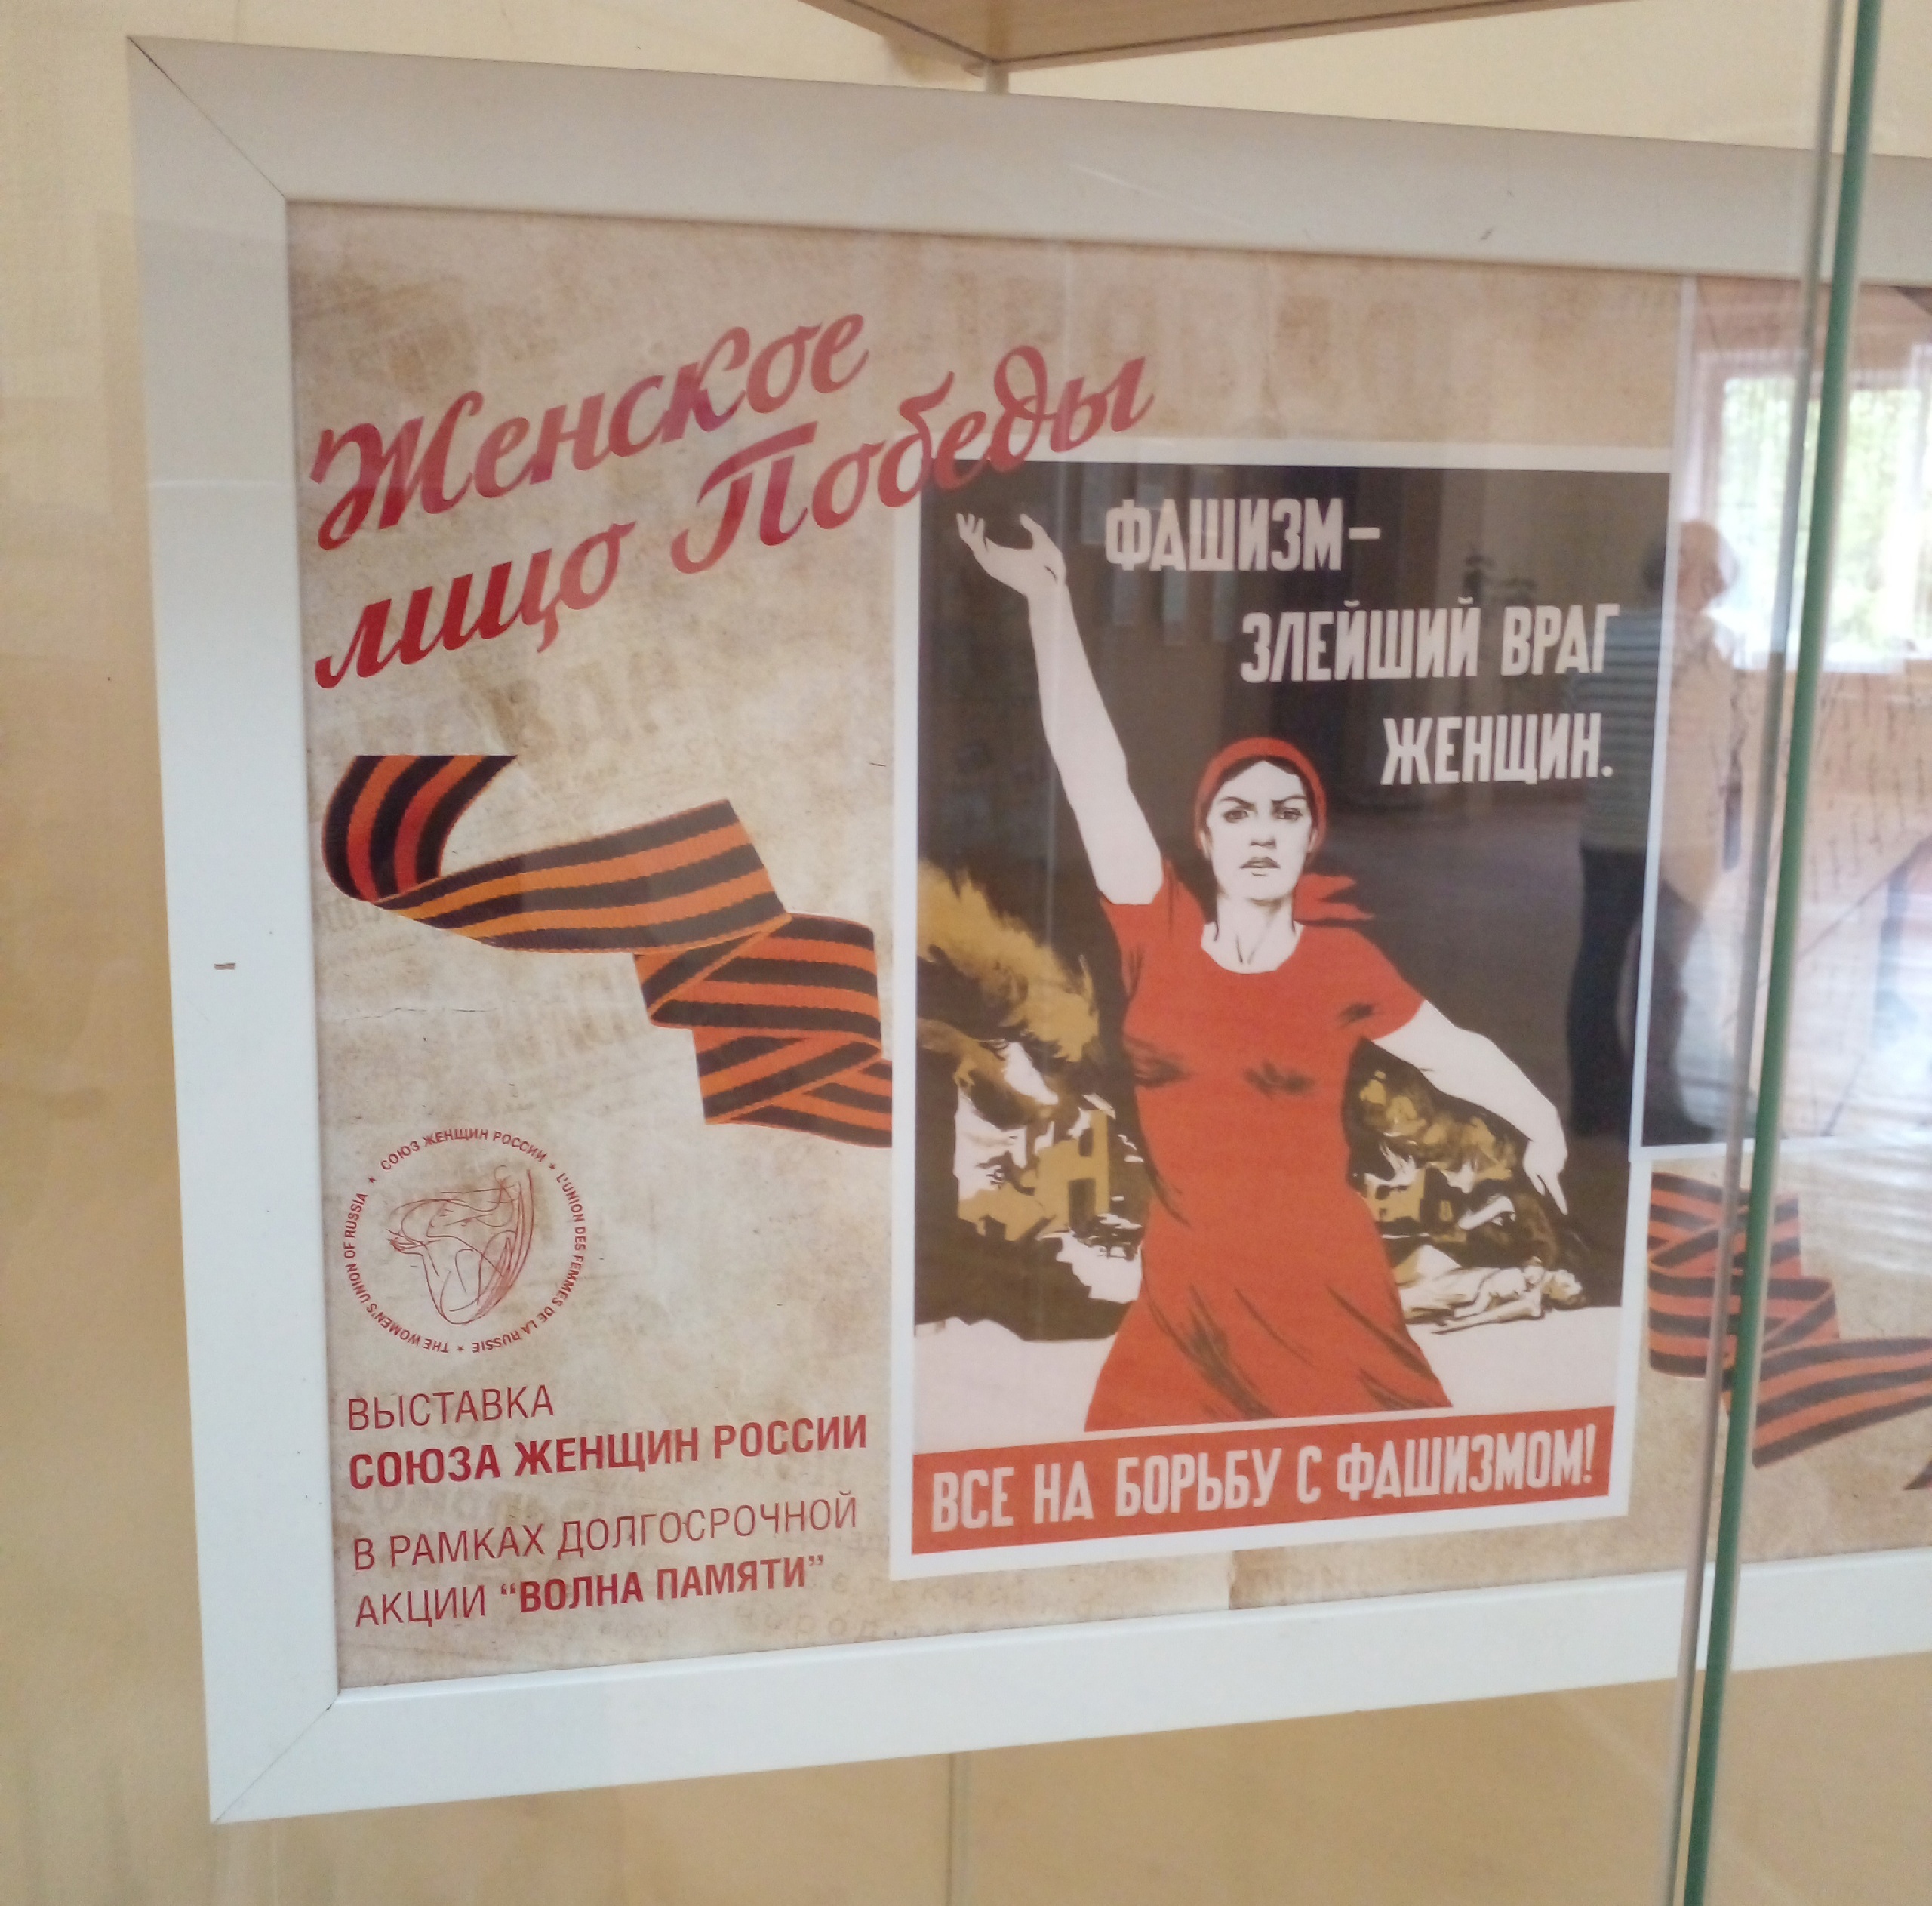 Женское
лицо Победы
ФАШИЗМ–
ЗЛЕЙШИЙ ВРАГ
ЖЕНЩИН.
ВСЕ НА БОРЬБУ С ФАШИЗМОМ!
СОЮЗ ЖЕНЩИН РОССИИ ★ L'UNION DES FEMMES DE LA RUSSIE ★ THE WOMEN'S UNION OF RUSSIA ★
ВЫСТАВКА
СОЮЗА ЖЕНЩИН РОССИИ
В РАМКАХ ДОЛГОСРОЧНОЙ
АКЦИИ “ВОЛНА ПАМЯТИ”